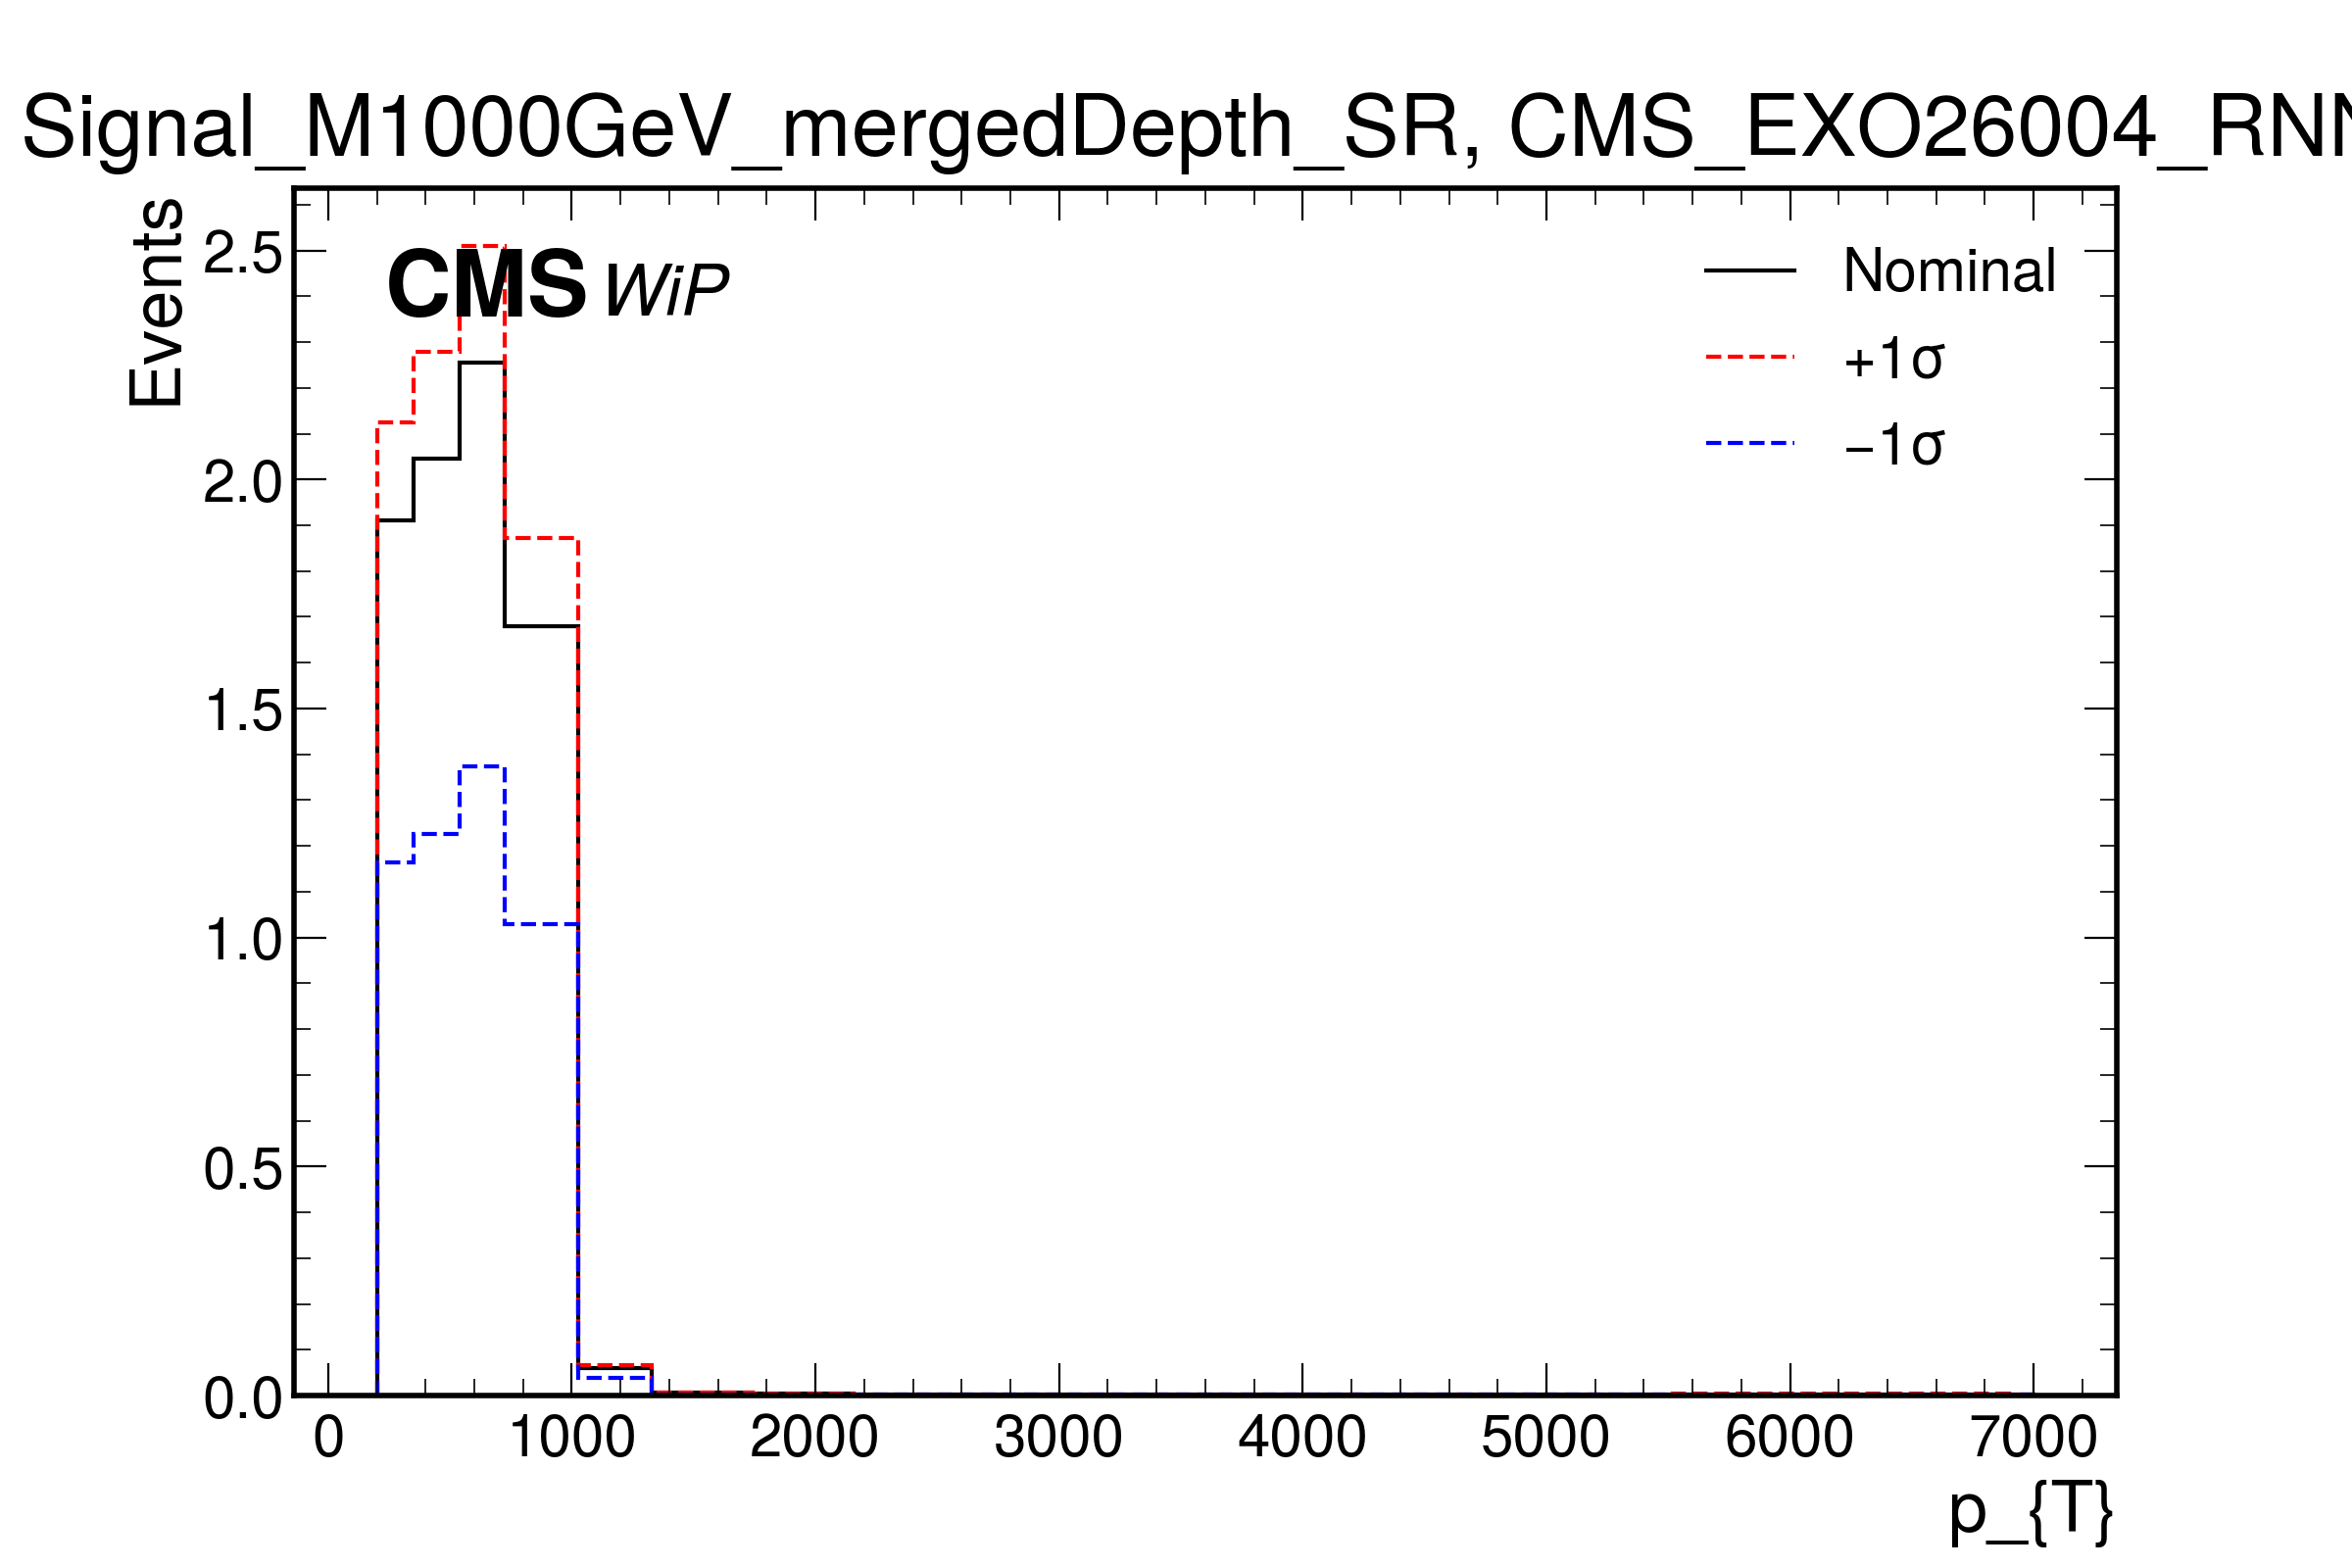 Signal_M1000GeV_mergedDepth_SR, CMS_EXO26004_RNN
Events
CMS WiP
Nominal
+1σ
−1σ
2.5
2.0
1.5
1.0
0.5
0.0
0 1000 2000 3000 4000 5000 6000 7000
p_{T}